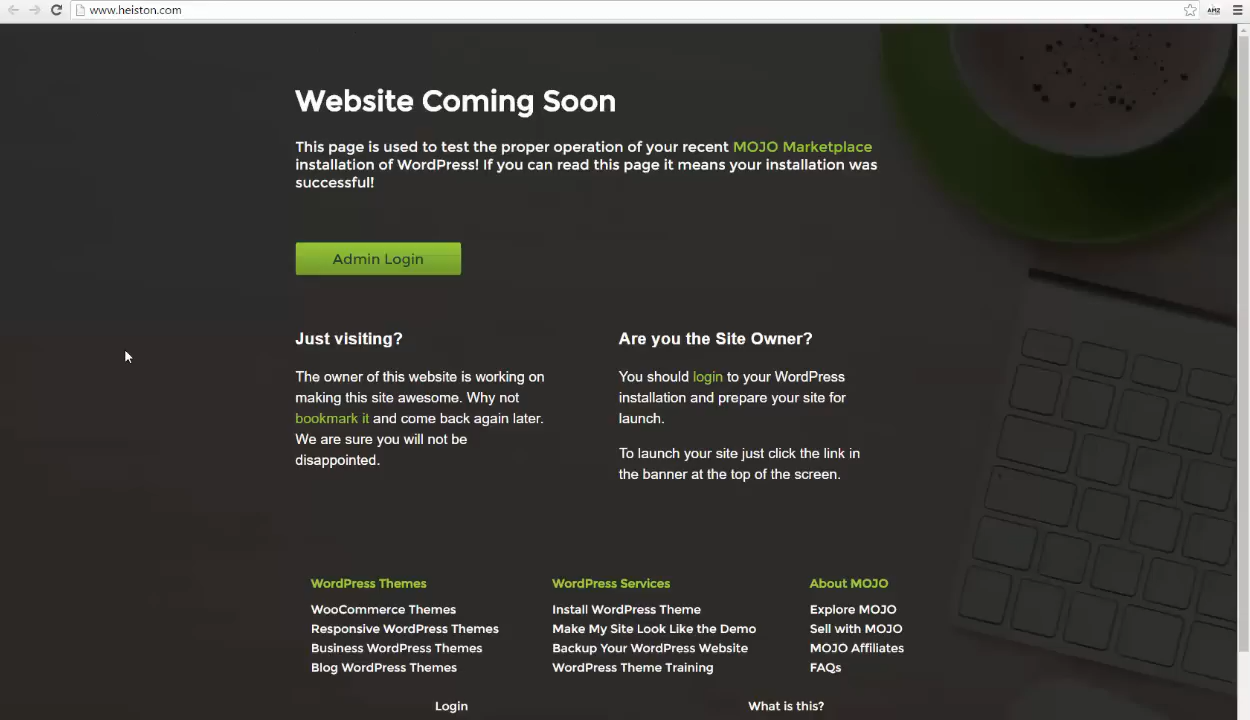 www.heiston.com
AMZ
Website Coming Soon
This page is used to test the proper operation of your recent MOJO Marketplace
installation of WordPress! If you can read this page it means your installation was
successful!
Admin Login
Just visiting?
The owner of this website is working on
making this site awesome. Why not
bookmark it and come back again later.
We are sure you will not be
disappointed.
Are you the Site Owner?
You should login to your WordPress
installation and prepare your site for
launch.
To launch your site just click the link in
the banner at the top of the screen.
WordPress Themes
WooCommerce Themes
Responsive WordPress Themes
Business WordPress Themes
Blog WordPress Themes
WordPress Services
Install WordPress Theme
Make My Site Look Like the Demo
Backup Your WordPress Website
WordPress Theme Training
About MOJO
Explore MOJO
Sell with MOJO
MOJO Affiliates
FAQs
Login
What is this?